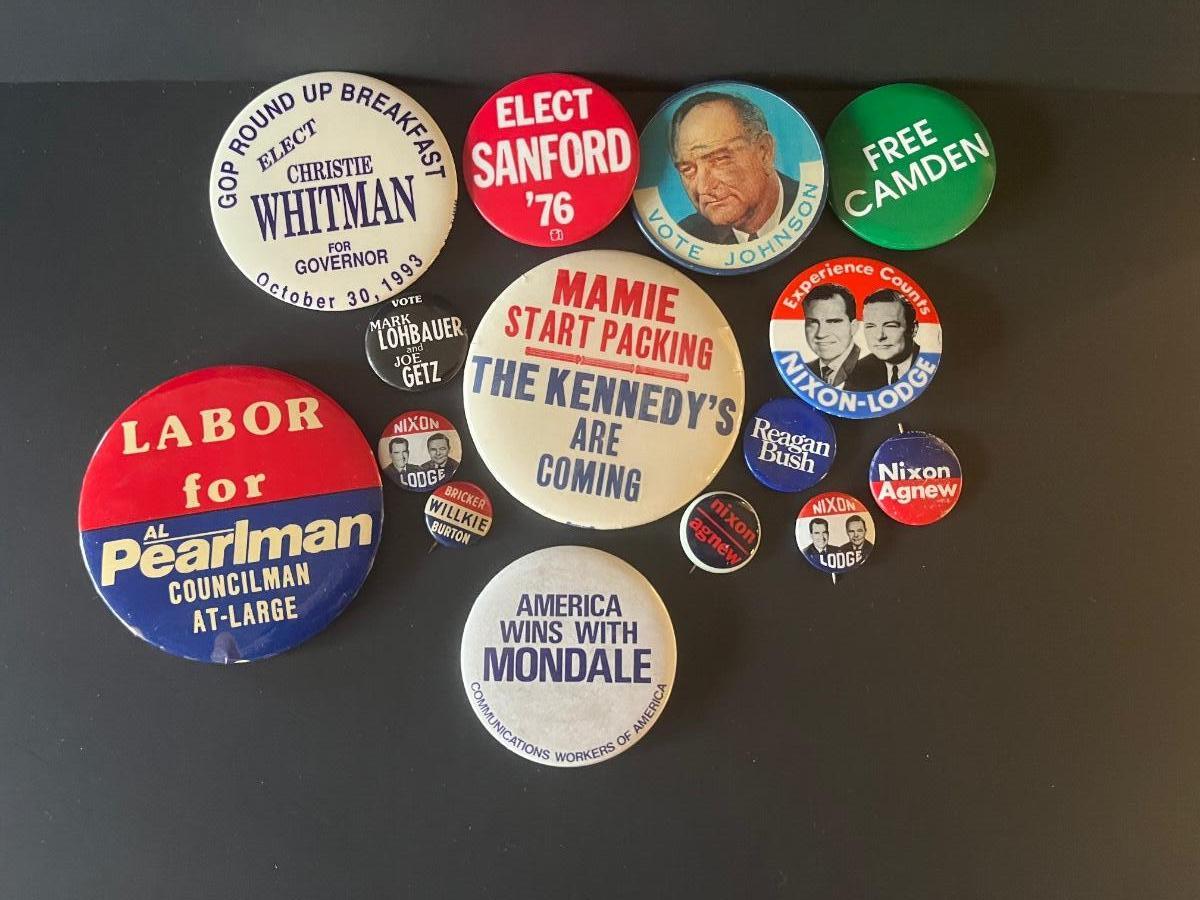 GOP ROUND UP BREAKFAST
ELECT
CHRISTIE
WHITMAN
FOR
GOVERNOR
October 30, 1993
ELECT
SANFORD
'76
VOTE JOHNSON
FREE
CAMDEN
VOTE
MARK
LOHBAUER
and
JOE
GETZ
MAMIE
START PACKING
THE KENNEDY'S
ARE
COMING
Experience Counts
NIXON-LODGE
LABOR
for
AL
Pearlman
COUNCILMAN
AT-LARGE
NIXON
LODGE
BRICKER
WILLKIE
BURTON
Reagan
Bush
Nixon
Agnew
nixon
agnew
NIXON
LODGE
AMERICA
WINS WITH
MONDALE
COMMUNICATIONS WORKERS OF AMERICA